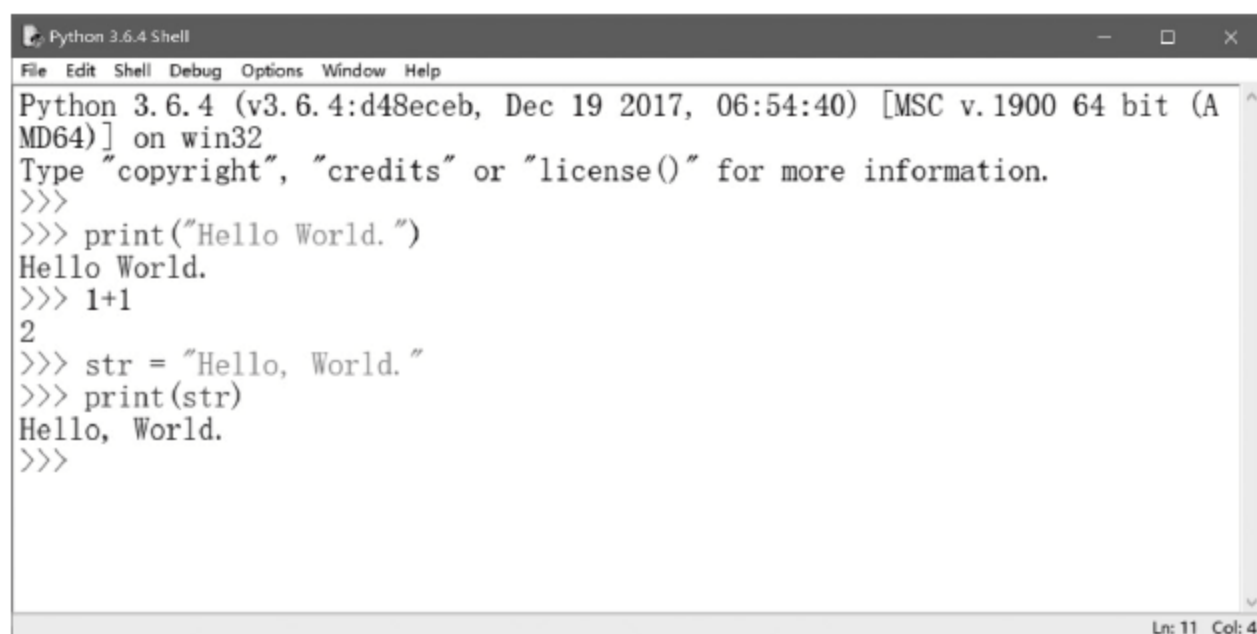 Python 3.6.4 Shell
File Edit Shell Debug Options Window Help
Python 3.6.4 (v3.6.4:d48eceb, Dec 19 2017, 06:54:40) [MSC v.1900 64 bit (A
MD64)] on win32
Type "copyright", "credits" or "license()" for more information.
>>>
>>> print("Hello World.")
Hello World.
>>> 1+1
2
>>> str = "Hello, World."
>>> print(str)
Hello, World.
>>>
Ln: 11 Col: 4